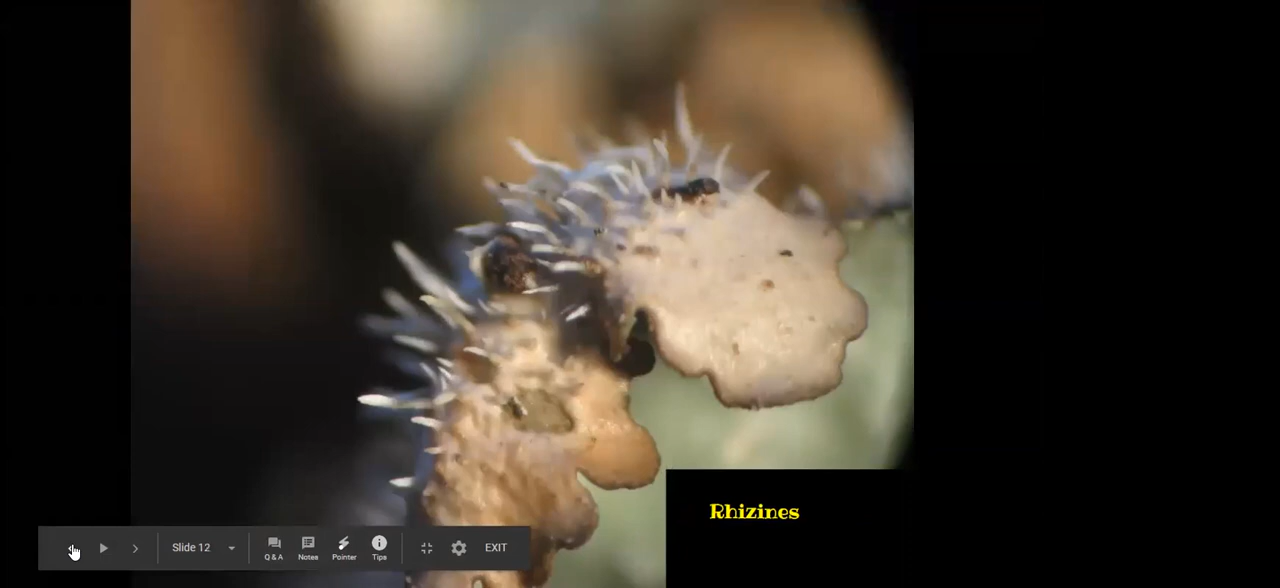 Rhizines
Slide 12
Q & A
Notes
Pointer
Tips
EXIT